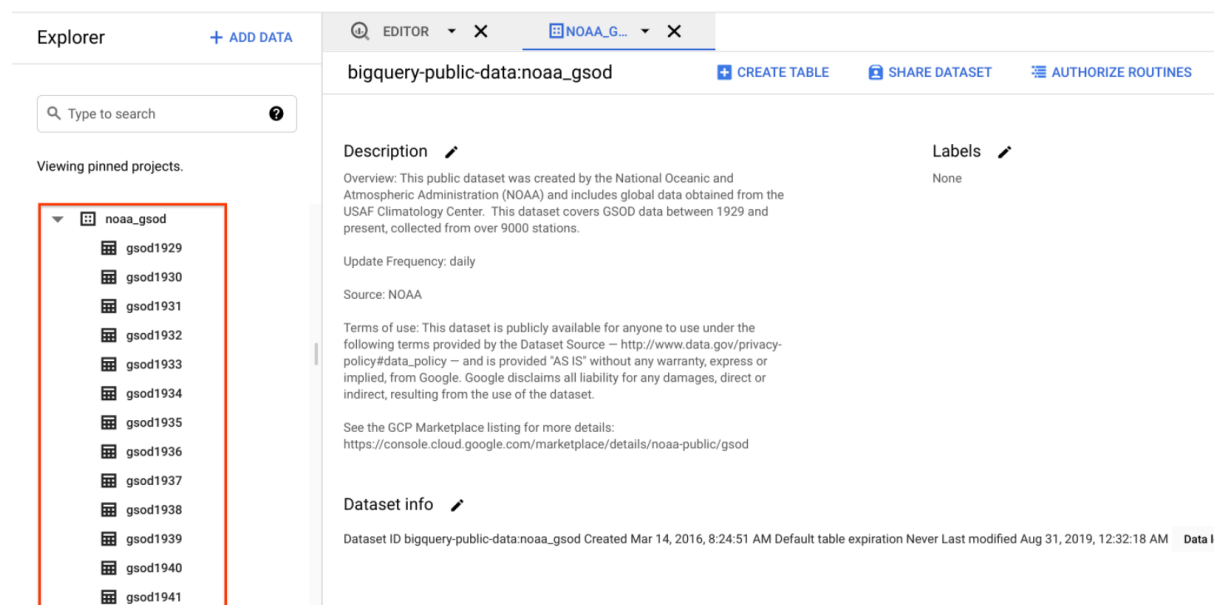 Explorer
+ ADD DATA
Type to search
?
Viewing pinned projects.
noaa_gsod
gsod1929
gsod1930
gsod1931
gsod1932
gsod1933
gsod1934
gsod1935
gsod1936
gsod1937
gsod1938
gsod1939
gsod1940
gsod1941
EDITOR
NOAA_G...
bigquery-public-data:noaa_gsod
CREATE TABLE
SHARE DATASET
AUTHORIZE ROUTINES
Description
Overview: This public dataset was created by the National Oceanic and
Atmospheric Administration (NOAA) and includes global data obtained from the
USAF Climatology Center. This dataset covers GSOD data between 1929 and
present, collected from over 9000 stations.
Update Frequency: daily
Source: NOAA
Terms of use: This dataset is publicly available for anyone to use under the
following terms provided by the Dataset Source — http://www.data.gov/privacy-
policy#data_policy — and is provided "AS IS" without any warranty, express or
implied, from Google. Google disclaims all liability for any damages, direct or
indirect, resulting from the use of the dataset.
See the GCP Marketplace listing for more details:
https://console.cloud.google.com/marketplace/details/noaa-public/gsod
Labels
None
Dataset info
Dataset ID bigquery-public-data:noaa_gsod Created Mar 14, 2016, 8:24:51 AM Default table expiration Never Last modified Aug 31, 2019, 12:32:18 AM Data l